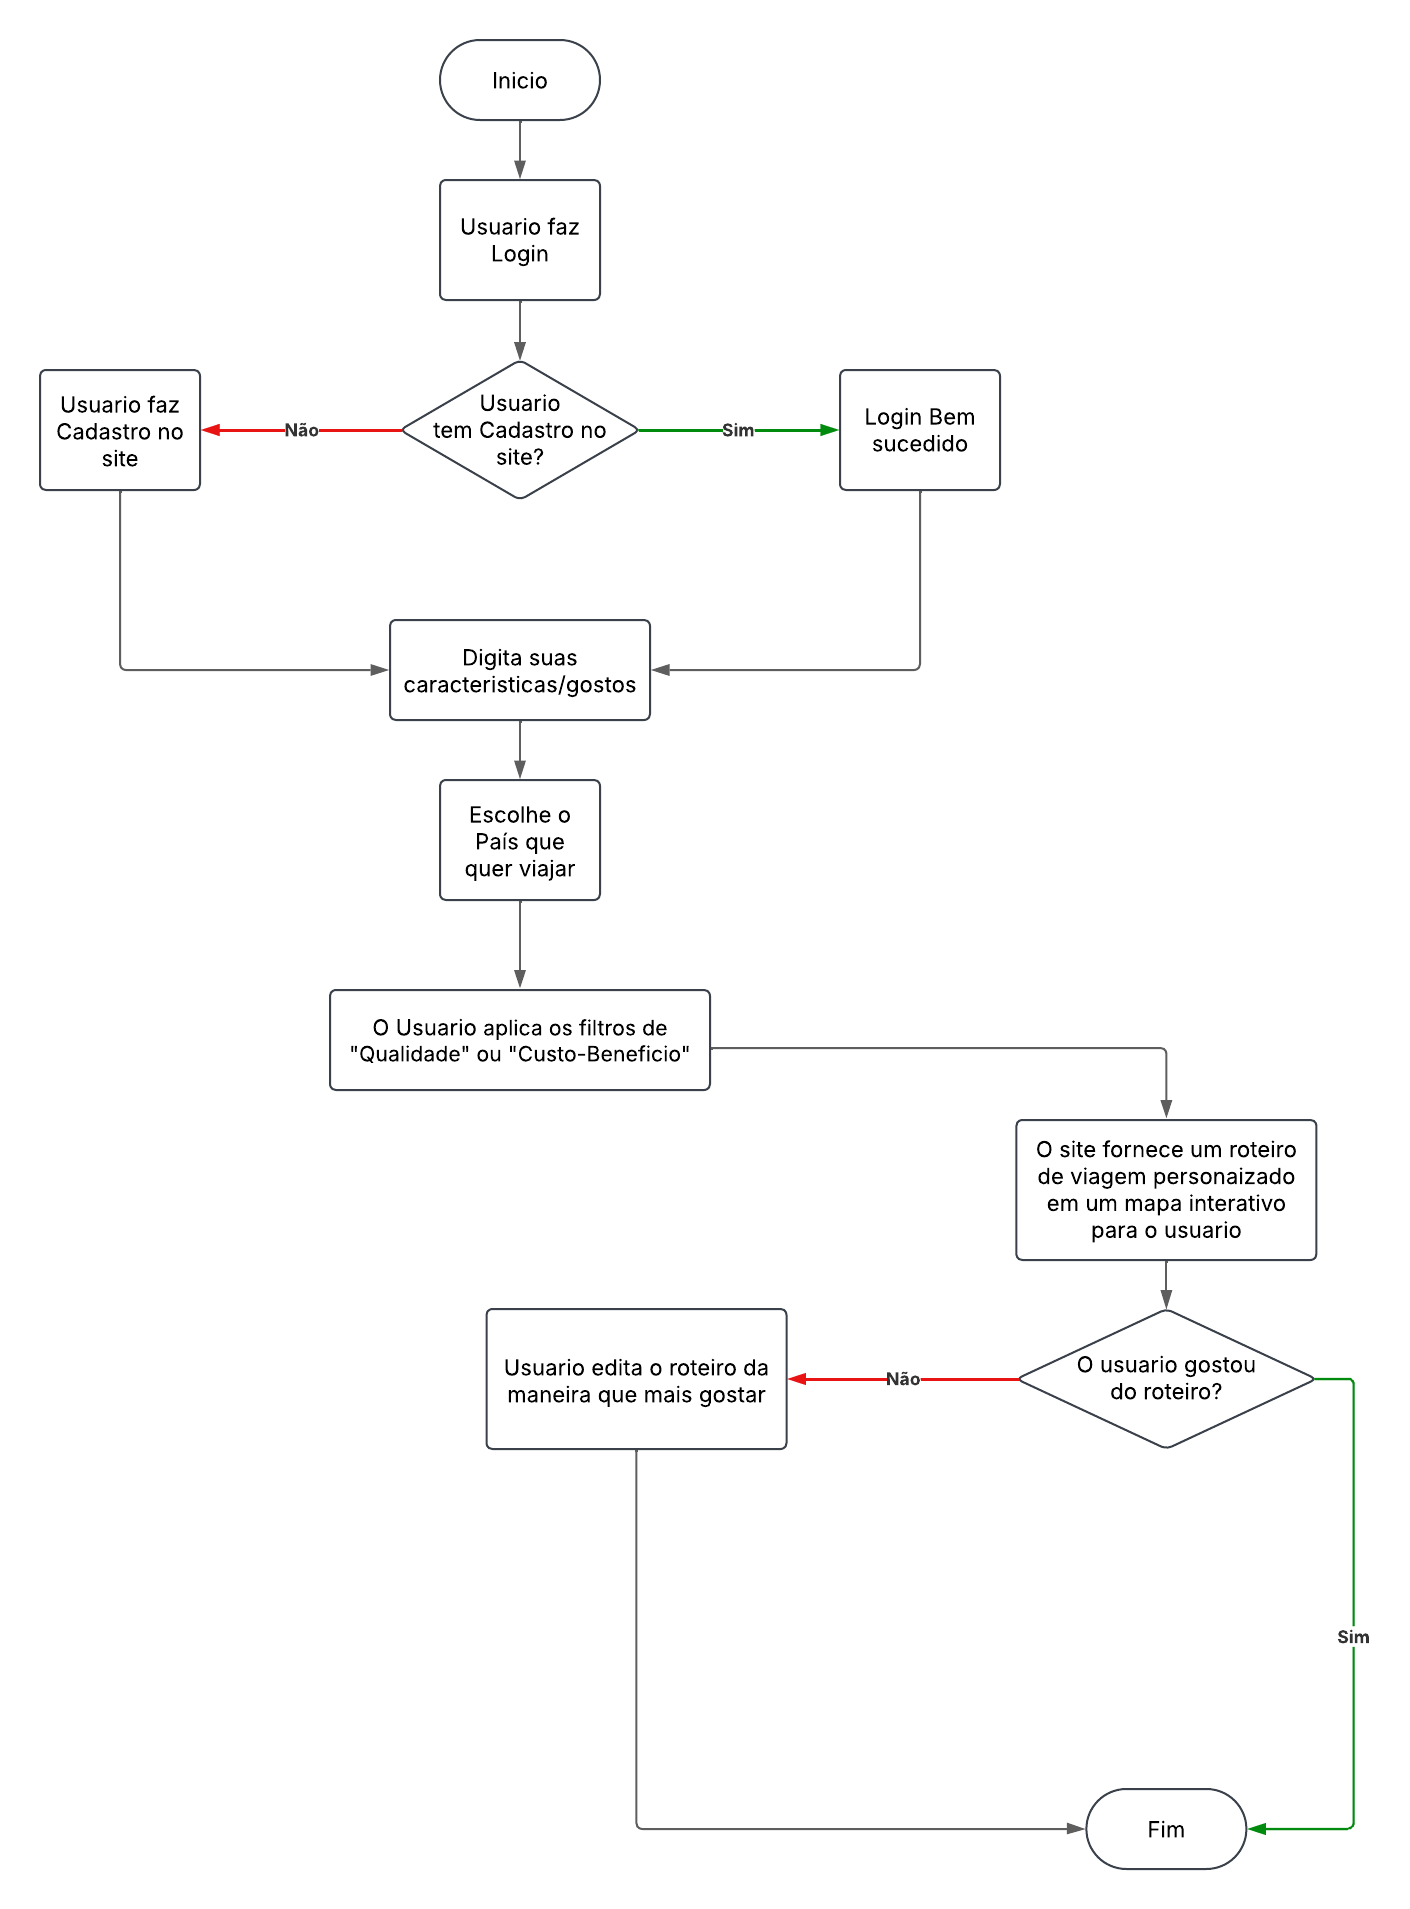 Inicio
Usuario faz
Login
Usuario
tem Cadastro no
site?
Não
Sim
Usuario faz
Cadastro no
site
Login Bem
sucedido
Digita suas
caracteristicas/gostos
Escolhe o
País que
quer viajar
O Usuario aplica os filtros de
"Qualidade" ou "Custo-Beneficio"
O site fornece um roteiro
de viagem personaizado
em um mapa interativo
para o usuario
O usuario gostou
do roteiro?
Não
Usuario edita o roteiro da
maneira que mais gostar
Sim
Fim